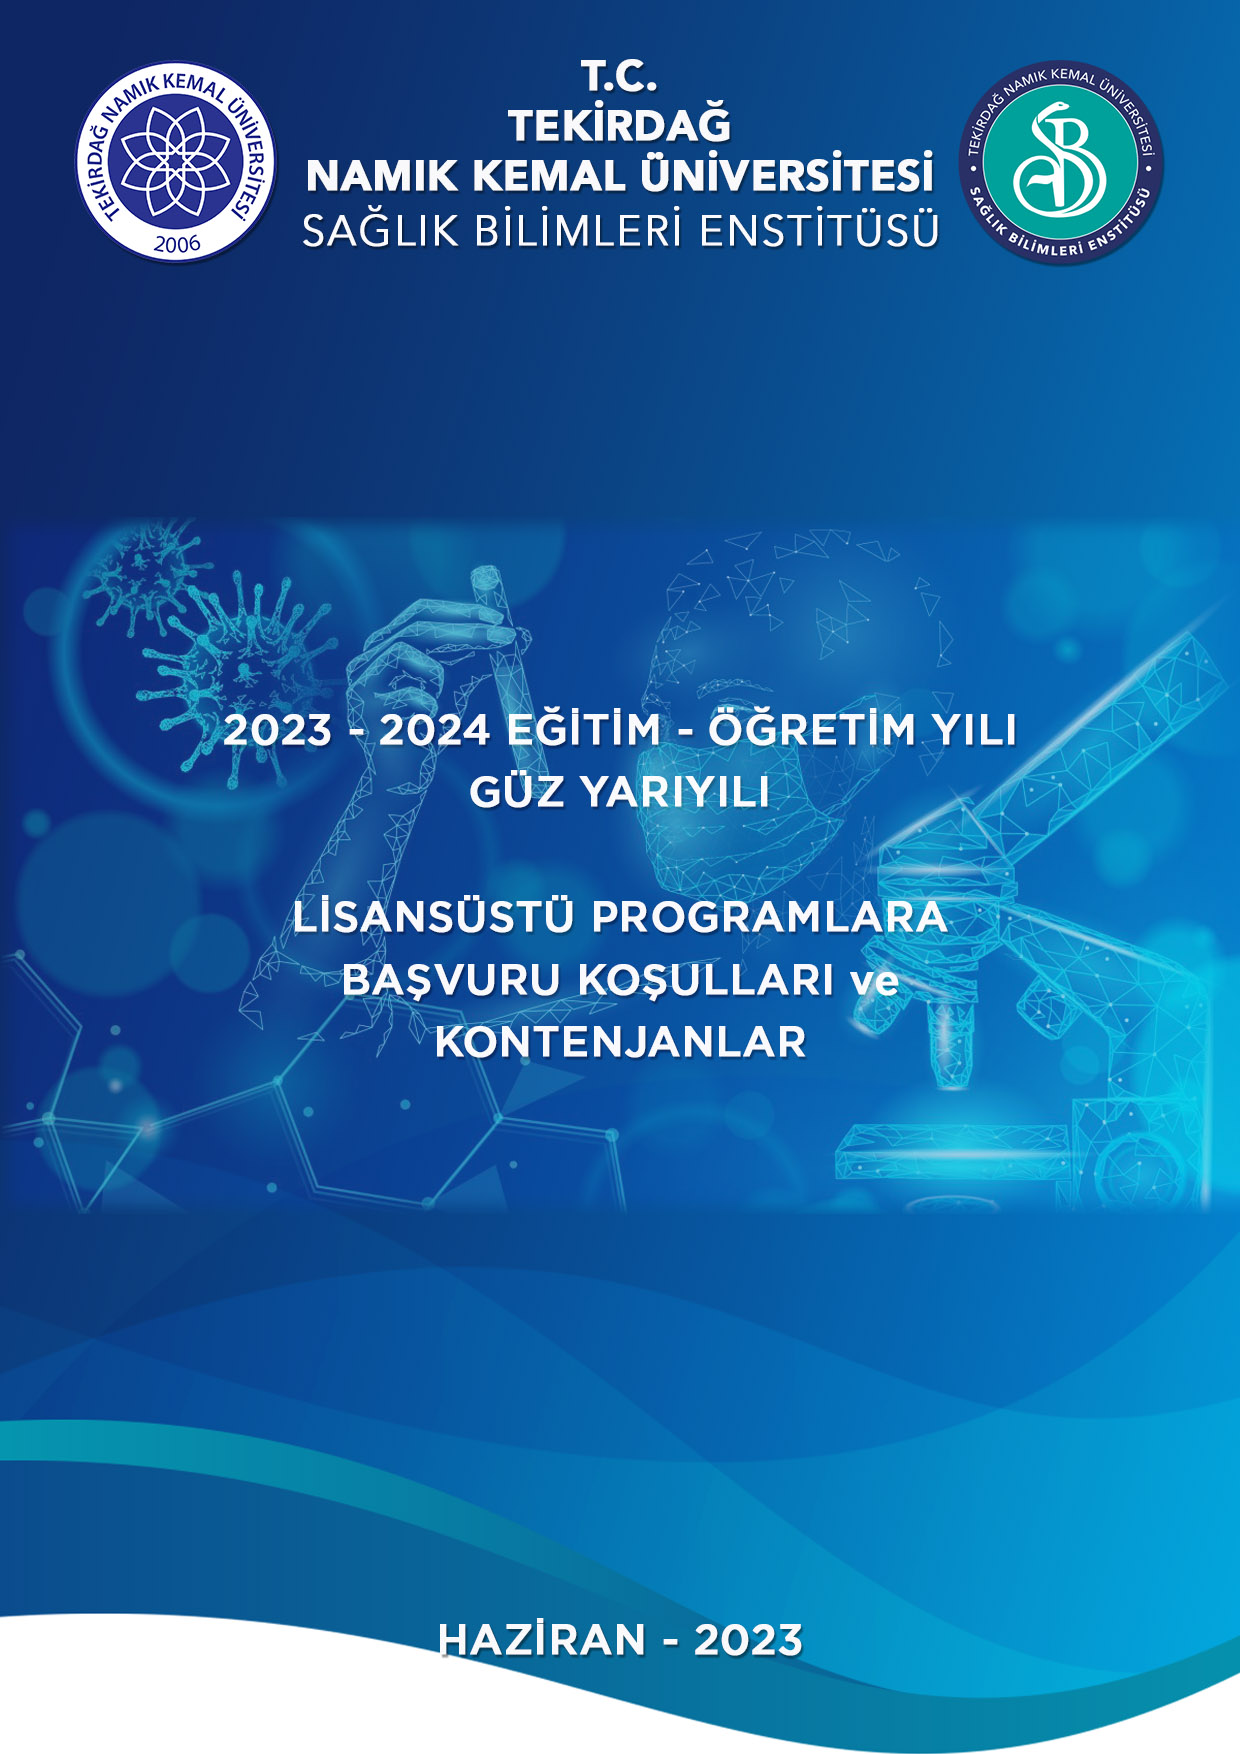 T.C.
TEKİRDAĞ
NAMIK KEMAL ÜNİVERSİTESİ
SAĞLIK BİLİMLERİ ENSTİTÜSÜ
TEKİRDAĞ NAMIK KEMAL ÜNİVERSİTESİ
2006
TEKİRDAĞ NAMIK KEMAL ÜNİVERSİTESİ
SAĞLIK BİLİMLERİ ENSTİTÜSÜ
2023 - 2024 EĞİTİM - ÖĞRETİM YILI
GÜZ YARIYILI
LİSANSÜSTÜ PROGRAMLARA
BAŞVURU KOŞULLARI ve
KONTENJANLAR
HAZİRAN - 2023